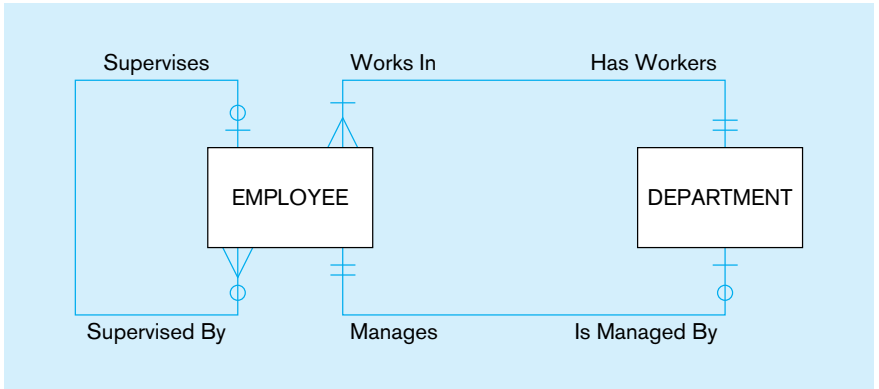 Supervises
Works In
Has Workers
EMPLOYEE
DEPARTMENT
Supervised By
Manages
Is Managed By